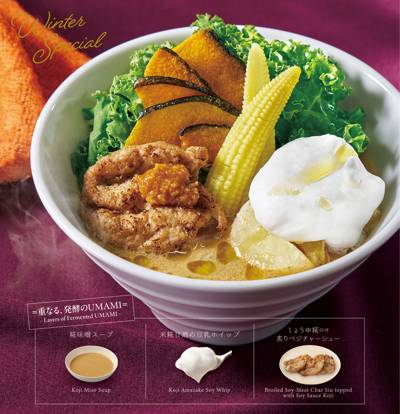 Winter
Special
=重なる、発酵のUMAMI=
Layers of Fermented UMAMI
糀味噌スープ
Koji Miso Soup
米糀甘酒の豆乳ホイップ
Koji Amazake Soy Whip
しょうゆ糀のせ
炙りベジチャーシュー
Broiled Soy-Meat Char Siu topped
with Soy Sauce Koji